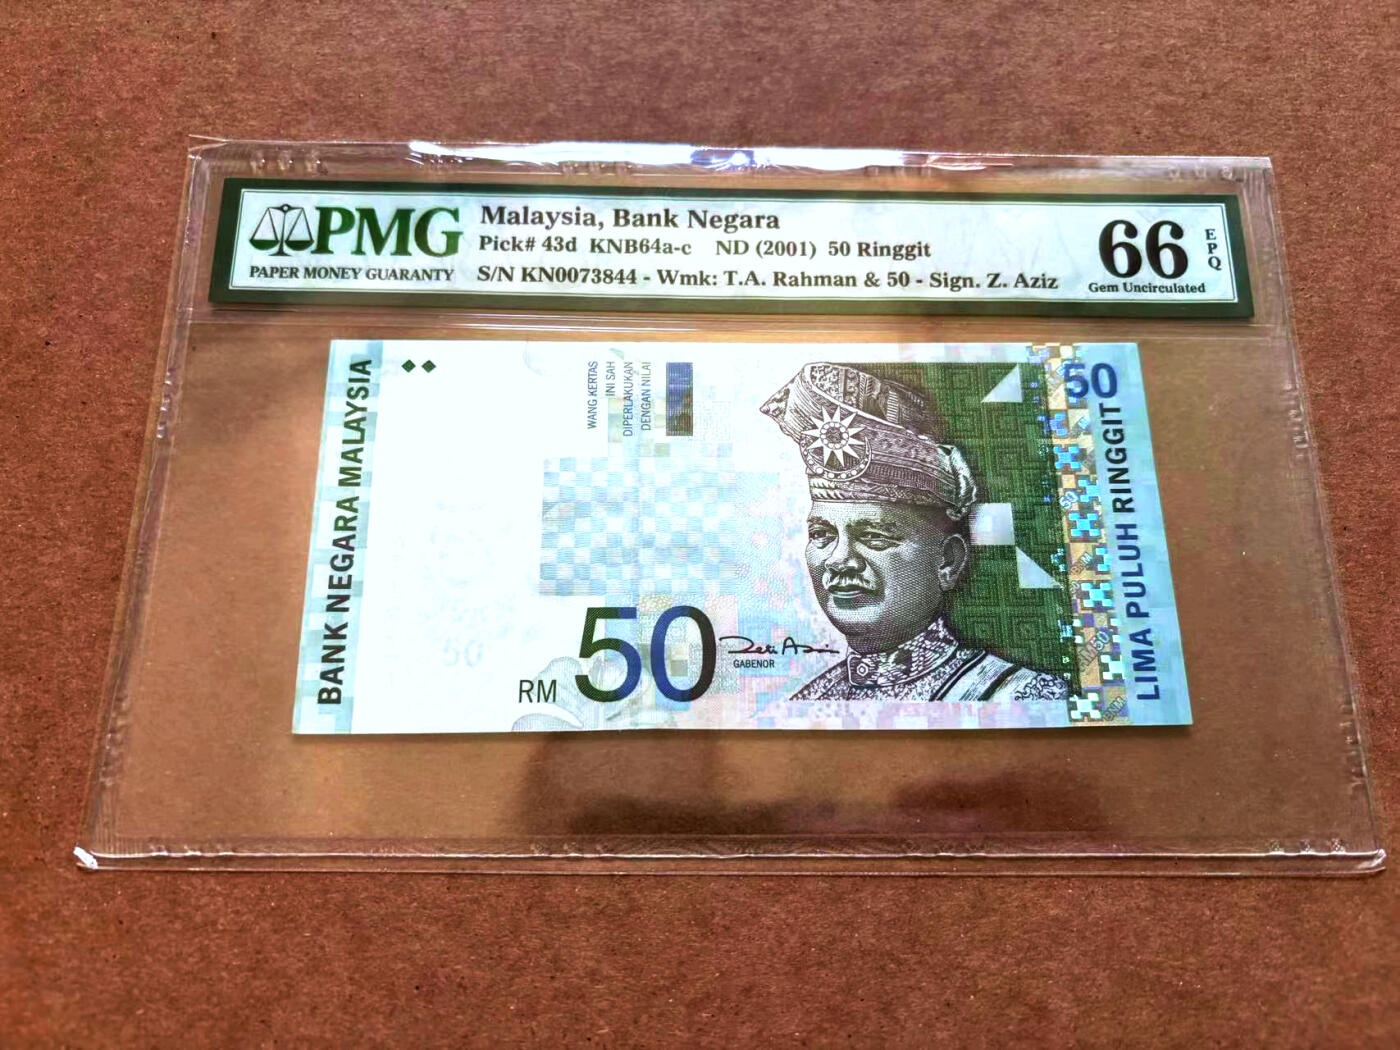 PMG
PAPER MONEY GUARANTY
Malaysia, Bank Negara
Pick# 43d KNB64a-c ND (2001) 50 Ringgit
S/N KN0073844 - Wmk: T.A. Rahman & 50 - Sign. Z. Aziz
66
EPQ
Gem Uncirculated
BANK NEGARA MALAYSIA
WANG KERTAS
INI SAH
DIPERLAKUKAN
DENGAN NILAI
50
RM 50
GABENOR
50
LIMA PULUH RINGGIT